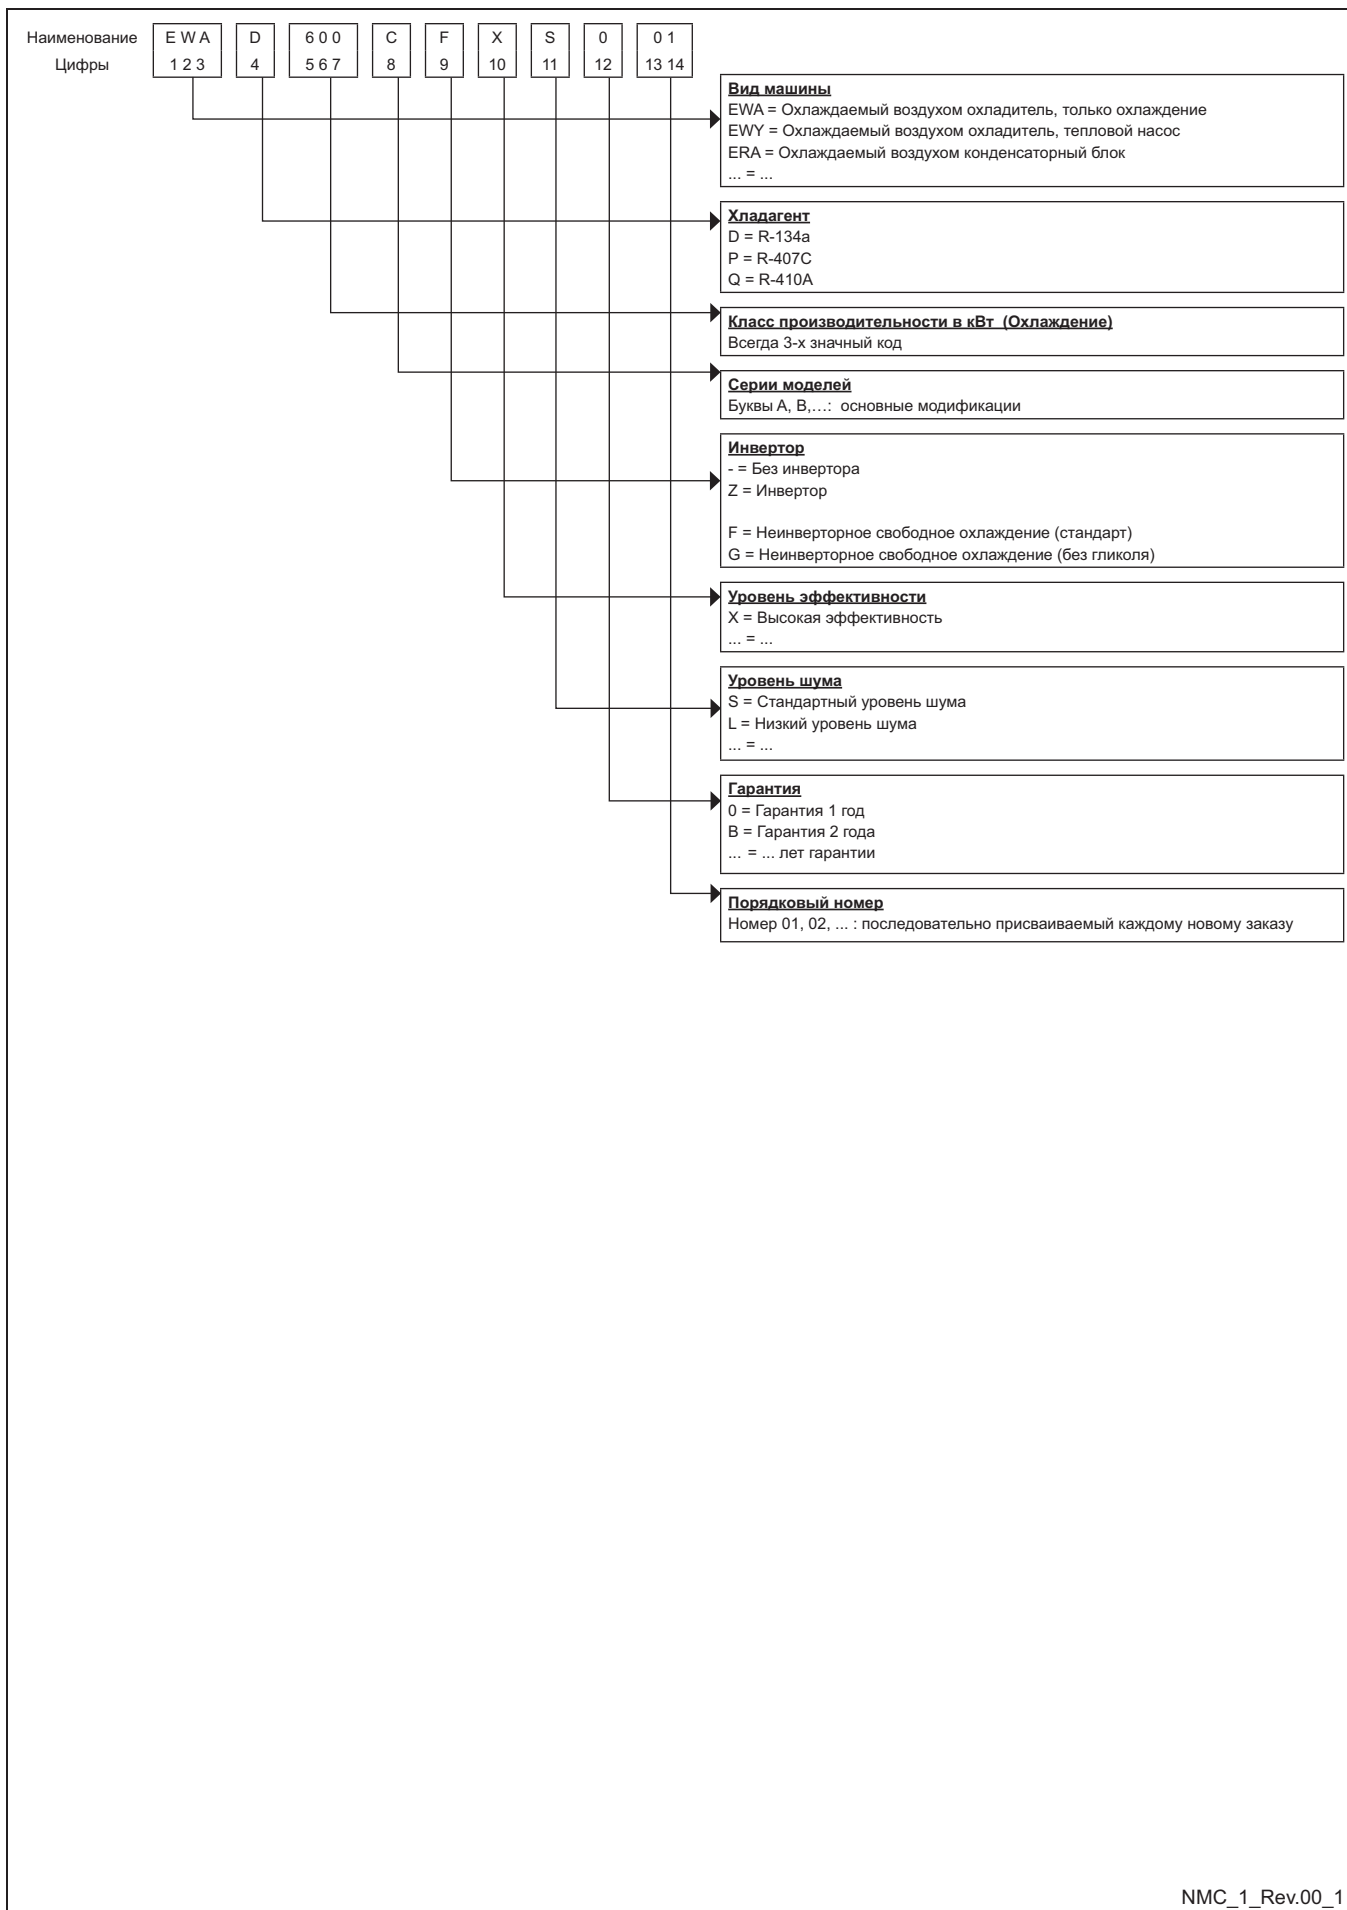 Наименование E W A D 6 0 0 C F X S 0 0 1
Цифры 1 2 3 4 5 6 7 8 9 10 11 12 13 14
Вид машины
EWA = Охлаждаемый воздухом охладитель, только охлаждение
EWY = Охлаждаемый воздухом охладитель, тепловой насос
ERA = Охлаждаемый воздухом конденсаторный блок
... = ...
Хладагент
D = R-134a
P = R-407C
Q = R-410A
Класс производительности в кВт (Охлаждение)
Всегда 3-х значный код
Серии моделей
Буквы A, B,…: основные модификации
Инвертор
- = Без инвертора
Z = Инвертор
F = Неинверторное свободное охлаждение (стандарт)
G = Неинверторное свободное охлаждение (без гликоля)
Уровень эффективности
X = Высокая эффективность
... = ...
Уровень шума
S = Стандартный уровень шума
L = Низкий уровень шума
... = ...
Гарантия
0 = Гарантия 1 год
B = Гарантия 2 года
... = ... лет гарантии
Порядковый номер
Номер 01, 02, ... : последовательно присваиваемый каждому новому заказу
NMC_1_Rev.00_1